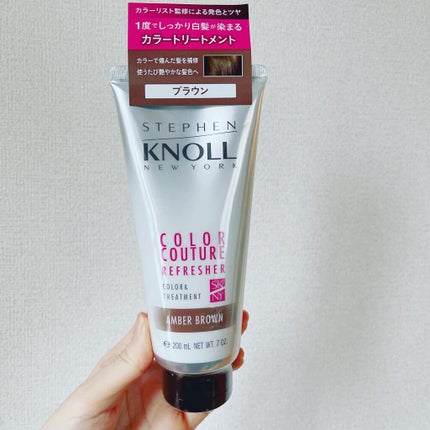 カラーリスト監修による発色とツヤ
1度でしっかり白髪が染まる
カラートリートメント
カラーで傷んだ髪を補修
使うたび艶やかな髪色へ
ブラウン
STEPHEN
KNOLL
NEW YORK
COLOR
COUTURE
REFRESHER
COLOR&
TREATMENT
SK
NY
AMBER BROWN
e 200 mL NET WT. 7 OZ.